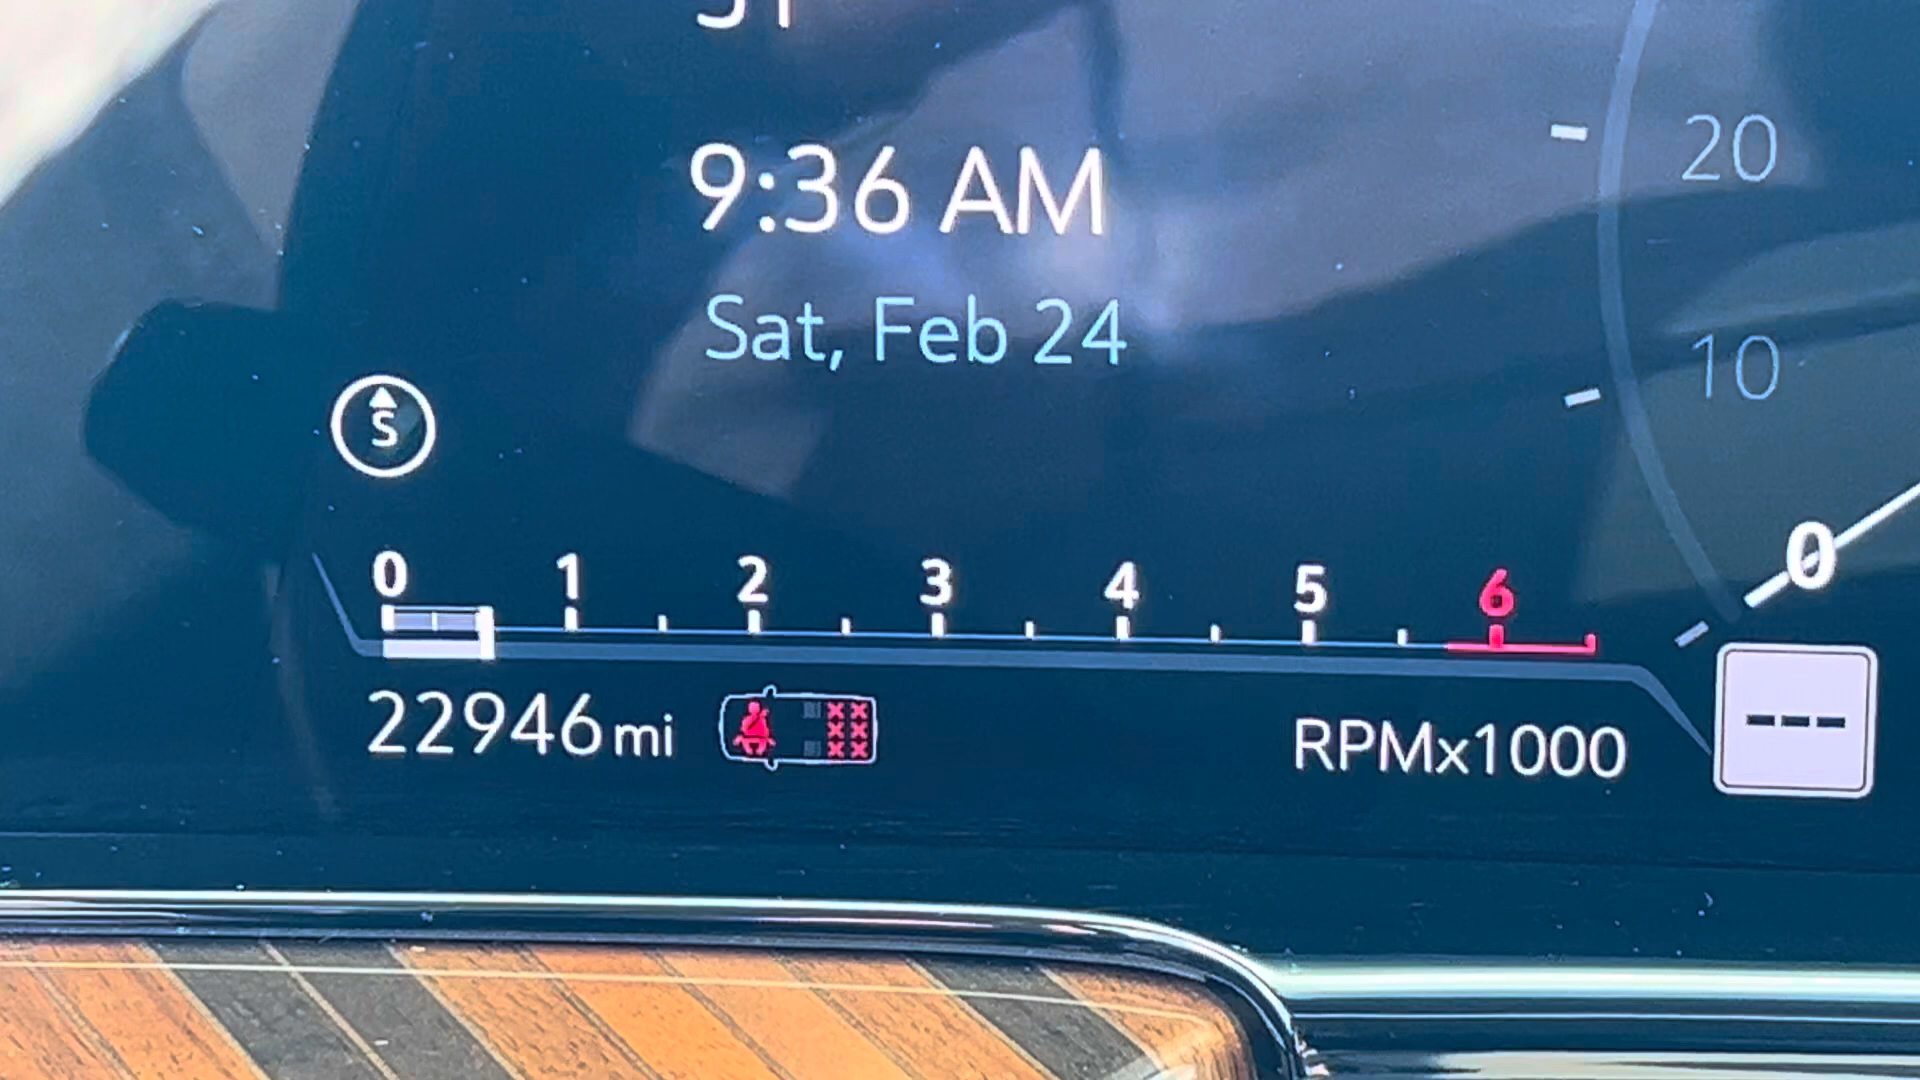 9:36 AM
Sat, Feb 24
20
10
0
S
0 1 2 3 4 5 6
22946 mi
RPMx1000
---